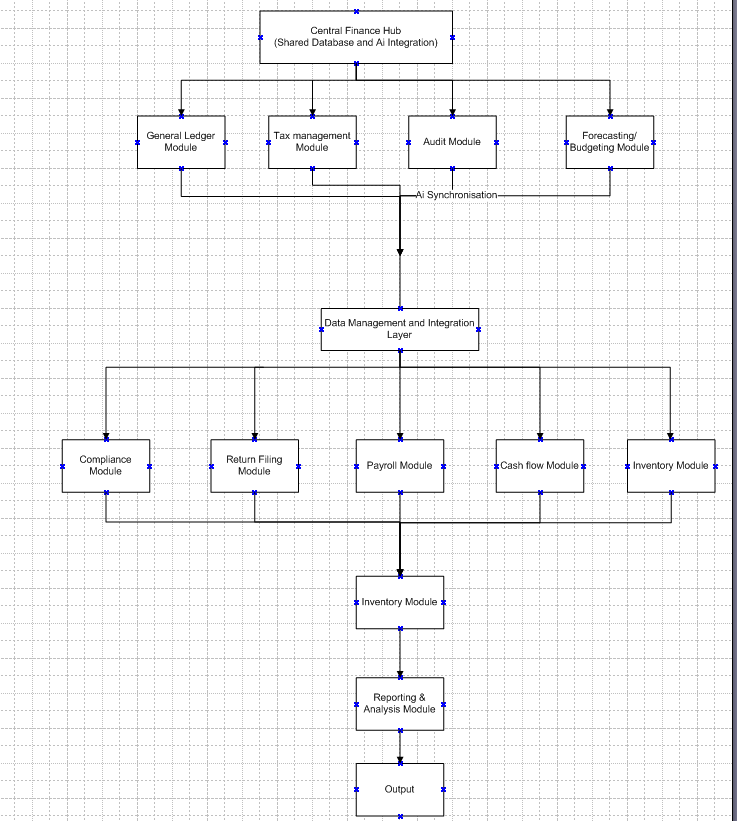 Central Finance Hub
(Shared Database and Ai Integration)
General Ledger
Module
Tax management
Module
Audit Module
Forecasting/
Budgeting Module
Ai Synchronisation
Data Management and Integration
Layer
Compliance
Module
Return Filing
Module
Payroll Module
Cash flow Module
Inventory Module
Inventory Module
Reporting &
Analysis Module
Output